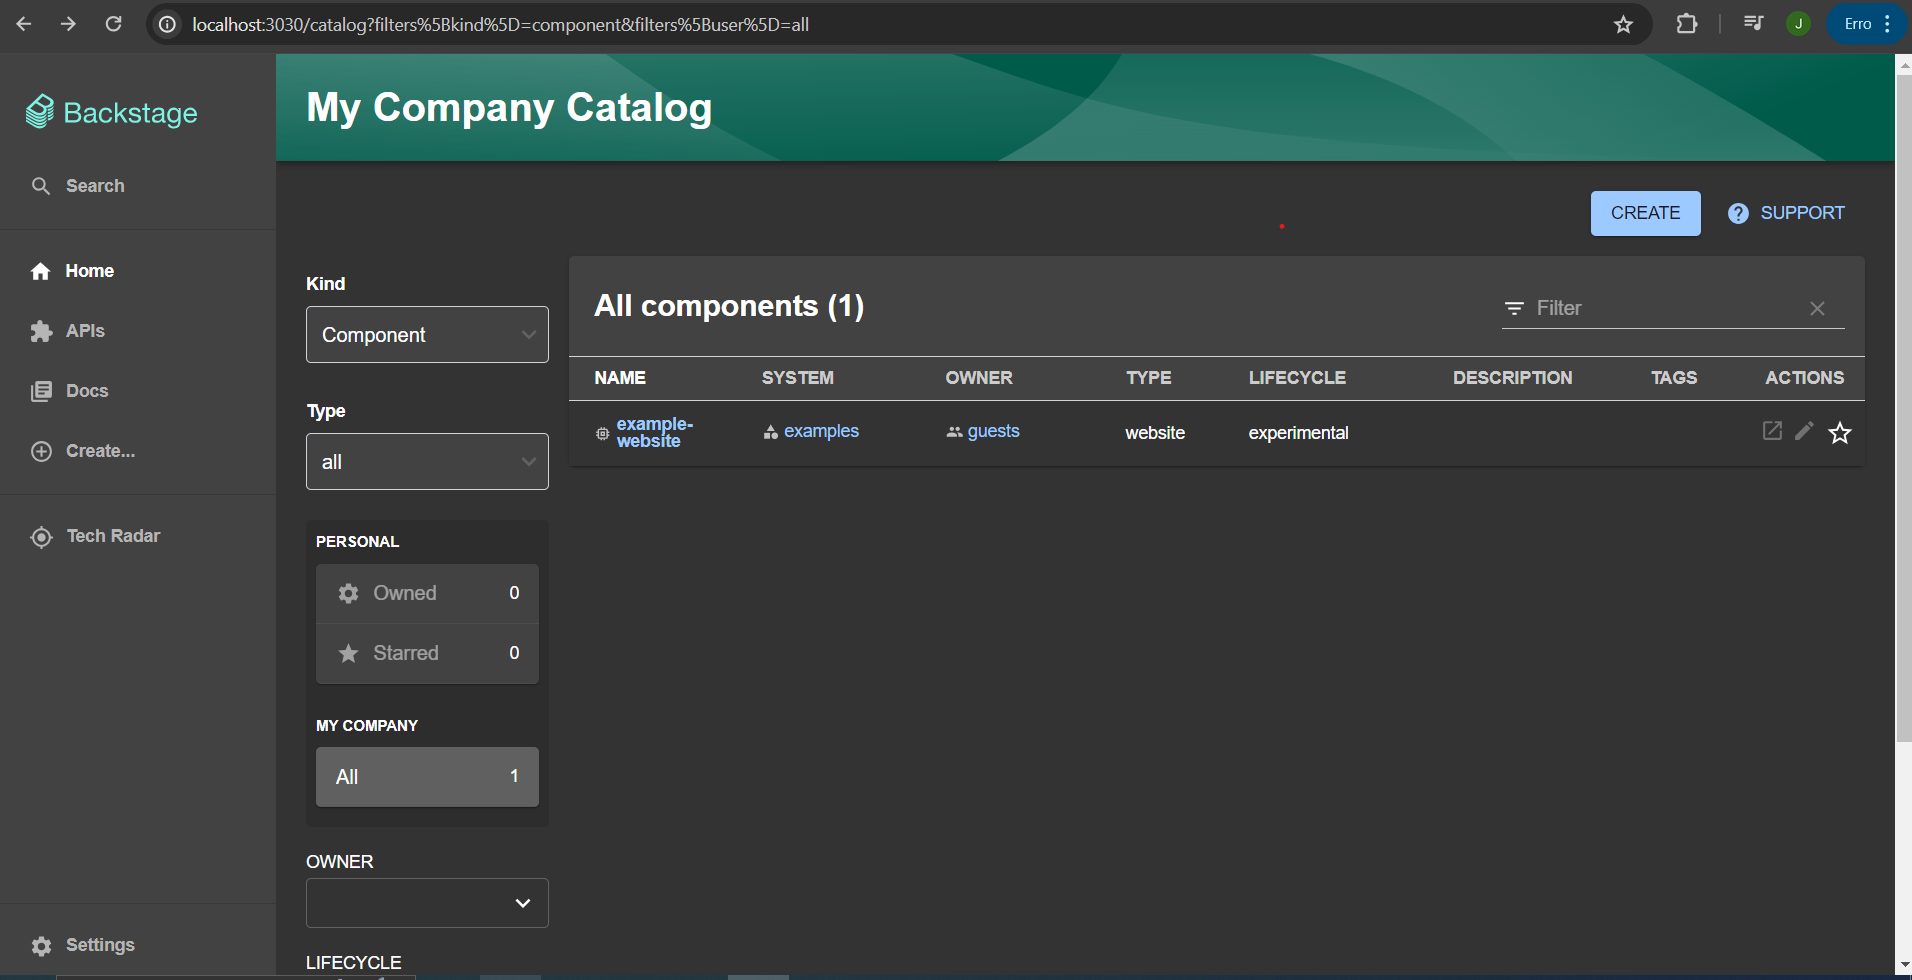 localhost:3030/catalog?filters%5Bkind%5D=component&filters%5Buser%5D=all
J
Erro
Backstage
Search
Home
APIs
Docs
Create...
Tech Radar
Settings
My Company Catalog
CREATE
? SUPPORT
Kind
Component
Type
all
PERSONAL
Owned 0
Starred 0
MY COMPANY
All 1
OWNER
LIFECYCLE
All components (1)
Filter
NAME SYSTEM OWNER TYPE LIFECYCLE DESCRIPTION TAGS ACTIONS
example-
website
examples guests website experimental